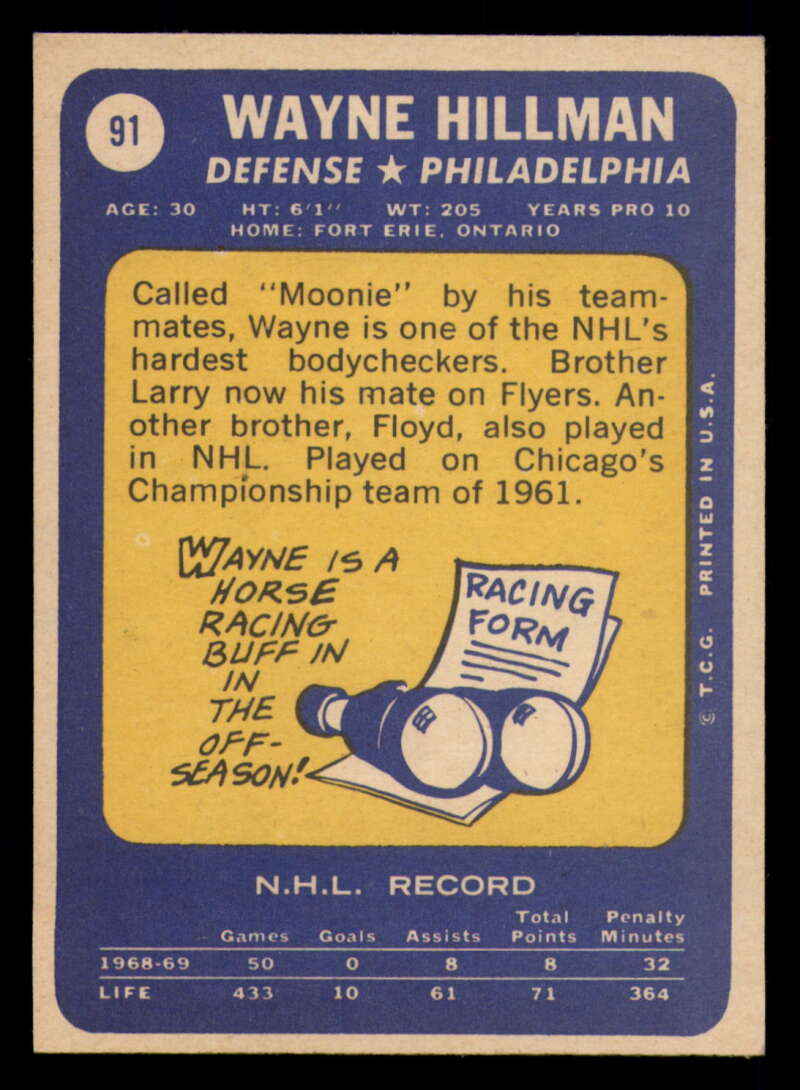 91
WAYNE HILLMAN
DEFENSE ★ PHILADELPHIA
AGE: 30 HT: 6'1" WT: 205 YEARS PRO 10
HOME: FORT ERIE, ONTARIO
Called "Moonie" by his team-
mates, Wayne is one of the NHL's
hardest bodycheckers. Brother
Larry now his mate on Flyers. An-
other brother, Floyd, also played
in NHL. Played on Chicago's
Championship team of 1961.
WAYNE IS A
HORSE
RACING
BUFF IN
IN
THE
OFF-
SEASON!
RACING
FORM
© T.C.G. PRINTED IN U.S.A.
N.H.L. RECORD
Games Goals Assists Total Points Penalty Minutes
1968-69 50 0 8 8 32
LIFE 433 10 61 71 364